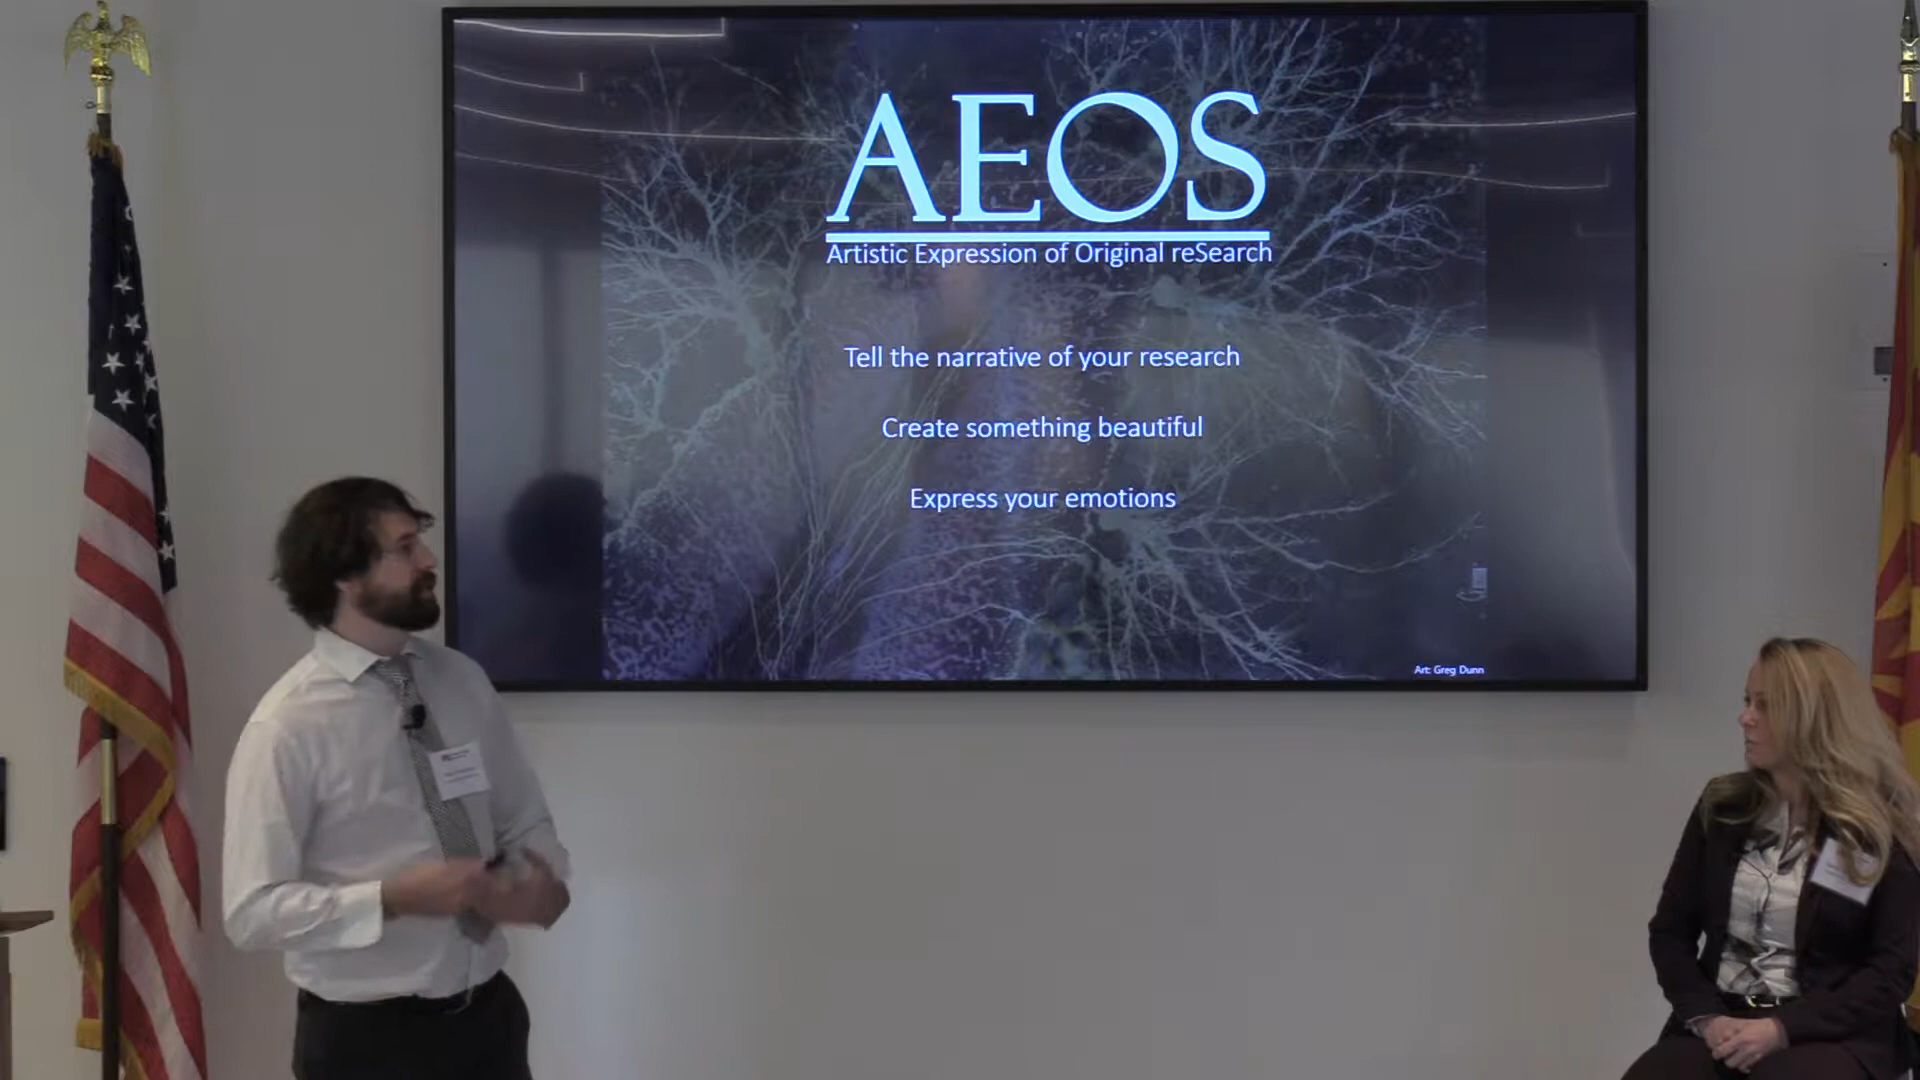 AEOS
Artistic Expression of Original reSearch
Tell the narrative of your research
Create something beautiful
Express your emotions
Art: Greg Dunn